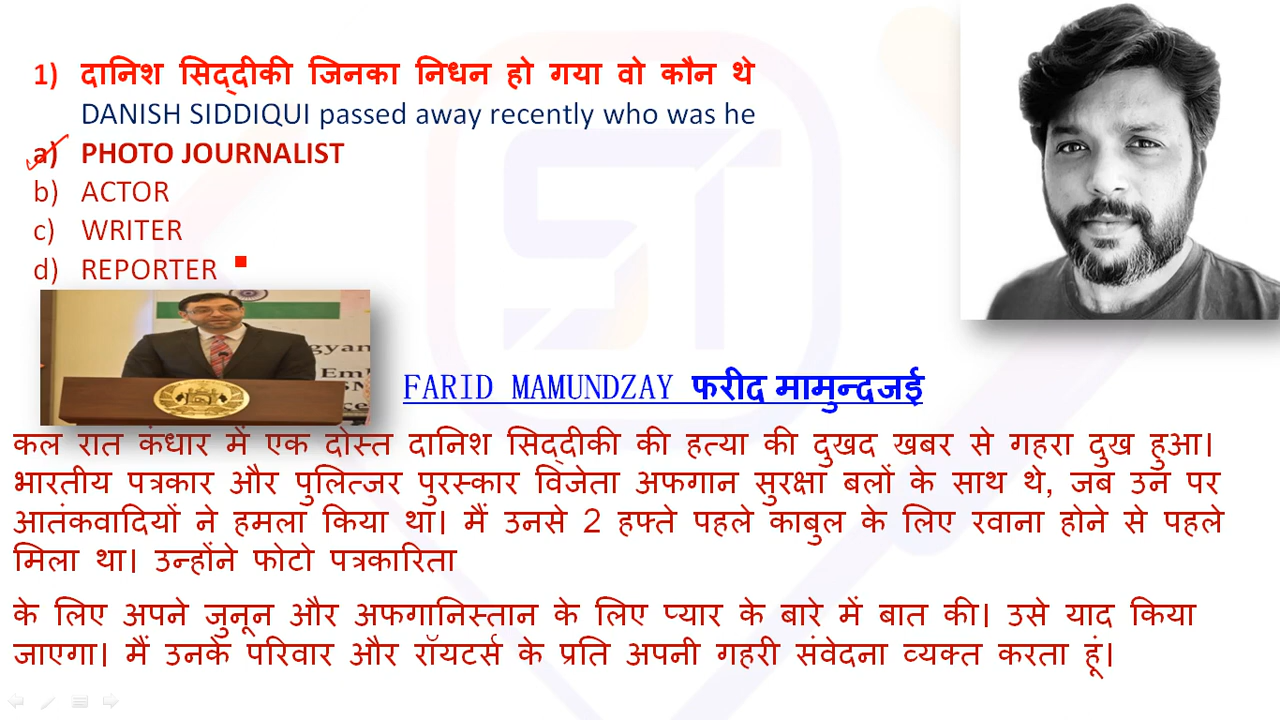 1) दानिश सिद्दीकी जिनका निधन हो गया वो कौन थे
DANISH SIDDIQUI passed away recently who was he
a) PHOTO JOURNALIST
b) ACTOR
c) WRITER
d) REPORTER
FARID MAMUNDZAY फरीद मामुन्दजई
कल रात कंधार में एक दोस्त दानिश सिद्दीकी की हत्या की दुखद खबर से गहरा दुख हुआ।
भारतीय पत्रकार और पुलित्जर पुरस्कार विजेता अफगान सुरक्षा बलों के साथ थे, जब उन पर
आतंकवादियों ने हमला किया था। मैं उनसे 2 हफ्ते पहले काबुल के लिए रवाना होने से पहले
मिला था। उन्होंने फोटो पत्रकारिता
के लिए अपने जुनून और अफगानिस्तान के लिए प्यार के बारे में बात की। उसे याद किया
जाएगा। मैं उनके परिवार और रॉयटर्स के प्रति अपनी गहरी संवेदना व्यक्त करता हूं।